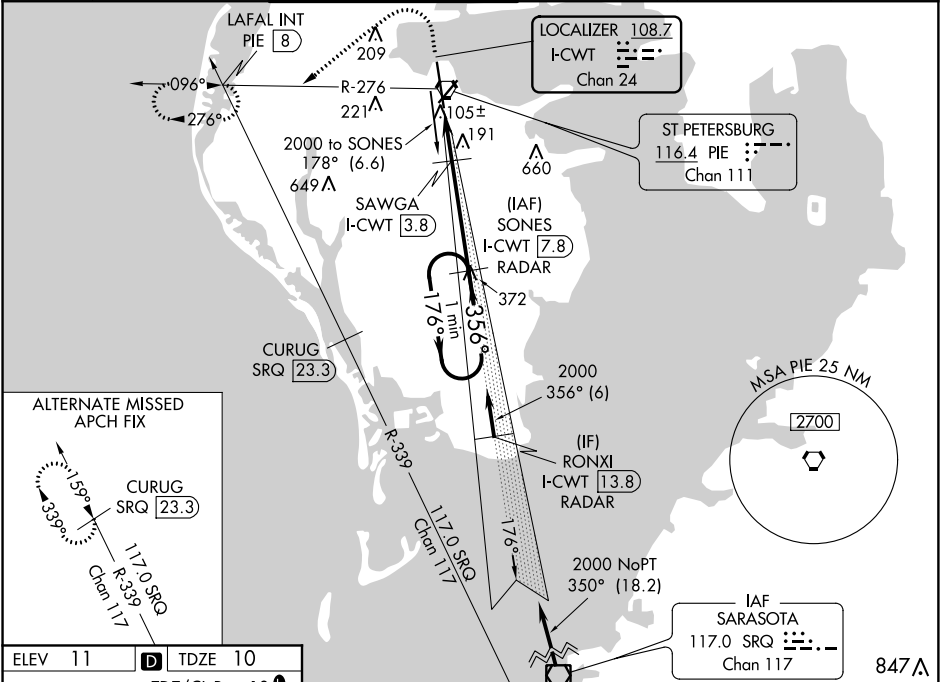 LAFAL INT
PIE 8
209
LOCALIZER 108.7
I-CWT
Chan 24
096°
R-276
276°
221
105±
191
2000 to SONES
178° (6.6)
649
660
ST PETERSBURG
116.4 PIE
Chan 111
SAWGA
I-CWT 3.8
(IAF)
SONES
I-CWT 7.8
RADAR
372
176°
1 min
356°
CURUG
SRQ 23.3
2000
356° (6)
MSA PIE 25 NM
2700
ALTERNATE MISSED
APCH FIX
159°
339°
CURUG
SRQ 23.3
117.0 SRQ
R-339
Chan 117
R-339
117.0 SRQ
Chan 117
(IF)
RONXI
I-CWT 13.8
RADAR
176°
2000 NoPT
350° (18.2)
IAF
SARASOTA
117.0 SRQ
Chan 117
847
ELEV 11 D TDZE 10